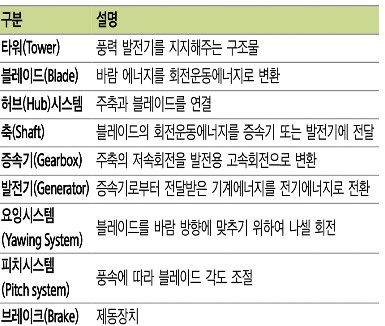 구분 설명
타워(Tower) 풍력 발전기를 지지해주는 구조물
블레이드(Blade) 바람 에너지를 회전운동에너지로 변환
허브(Hub)시스템 주축과 블레이드를 연결
축(Shaft) 블레이드의 회전운동에너지를 증속기 또는 발전기에 전달
증속기(Gearbox) 주축의 저속회전을 발전용 고속회전으로 변환
발전기(Generator) 증속기로부터 전달받은 기계에너지를 전기에너지로 전환
요잉시스템
(Yawing System) 블레이드를 바람 방향에 맞추기 위하여 나셀 회전
피치시스템
(Pitch system) 풍속에 따라 블레이드 각도 조절
브레이크(Brake) 제동장치